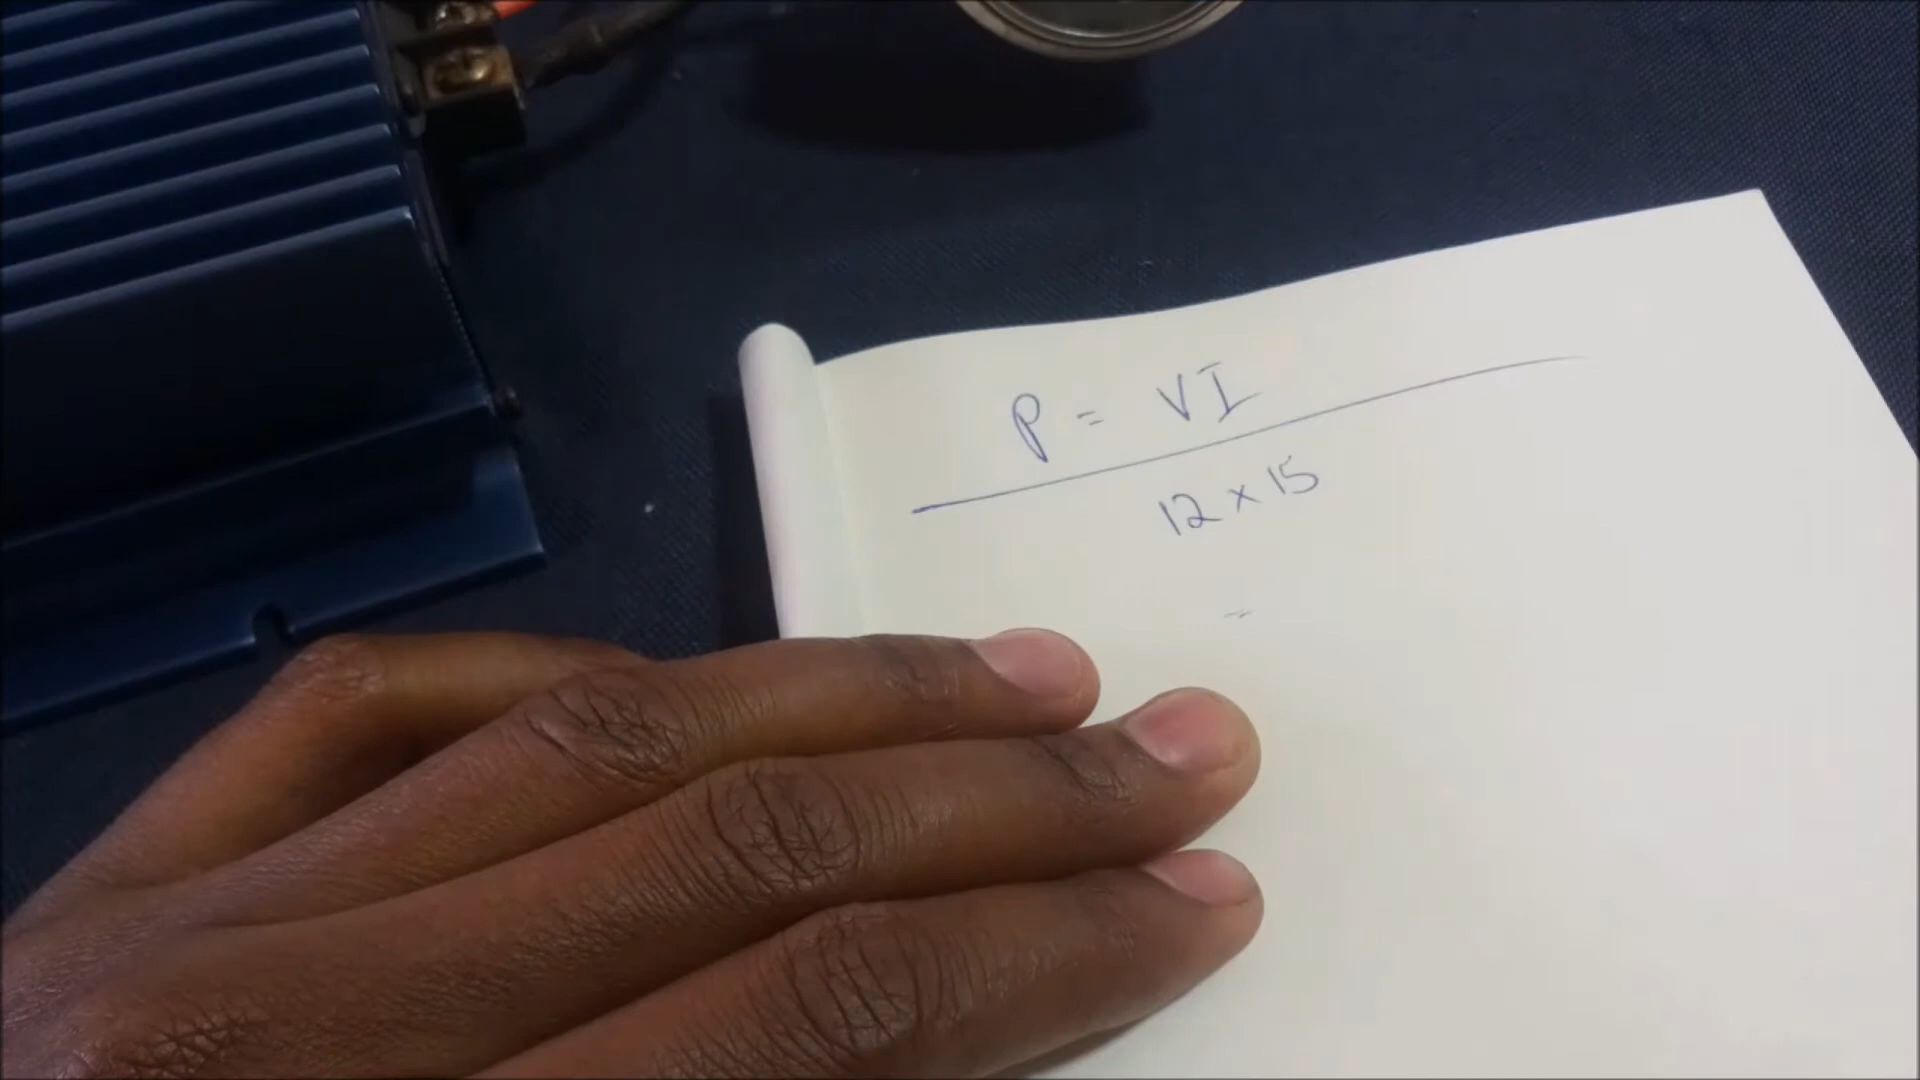 P = VI
12 x 15
=